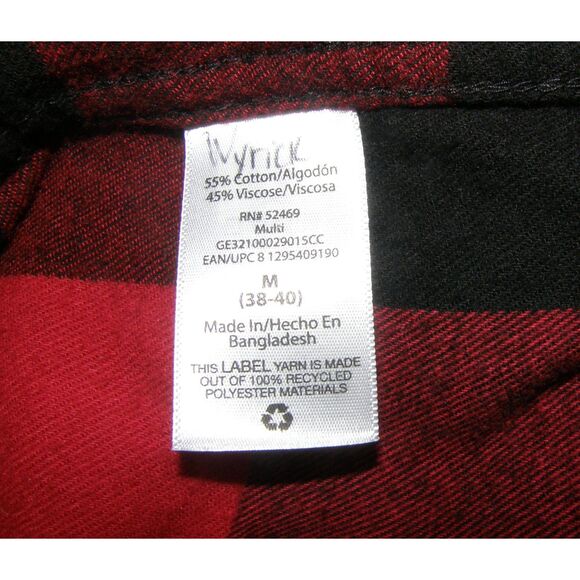 Wyrick
55% Cotton/Algodón
45% Viscose/Viscosa
RN# 52469
Multi
GE32100029015CC
EAN/UPC 8 1295409190
M
(38-40)
Made In/Hecho En
Bangladesh
THIS LABEL YARN IS MADE
OUT OF 100% RECYCLED
POLYESTER MATERIALS